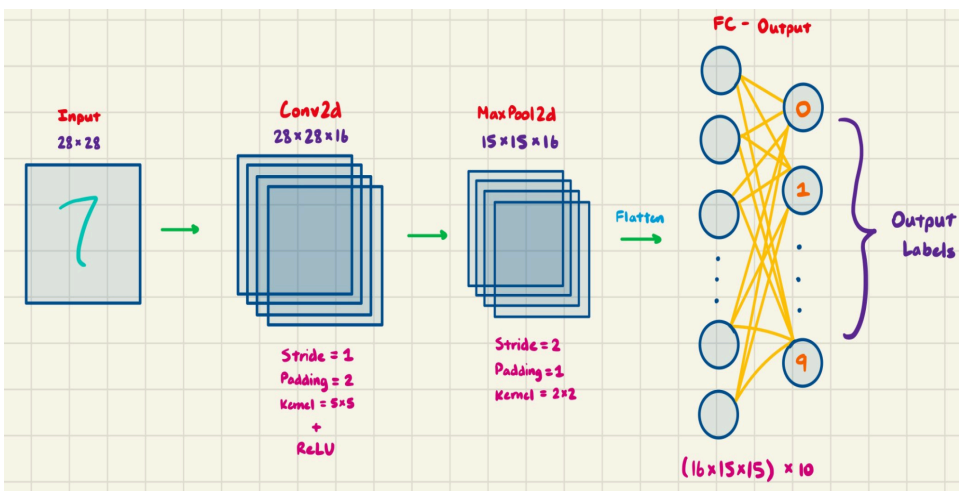 Input
28×28
7
Conv2d
28×28×16
Stride = 1
Padding = 2
Kernel = 5×5
+
ReLU
MaxPool2d
15×15×16
Stride = 2
Padding = 1
Kernel = 2×2
Flatten
FC - Output
0
1
9
(16×15×15) × 10
Output
Labels